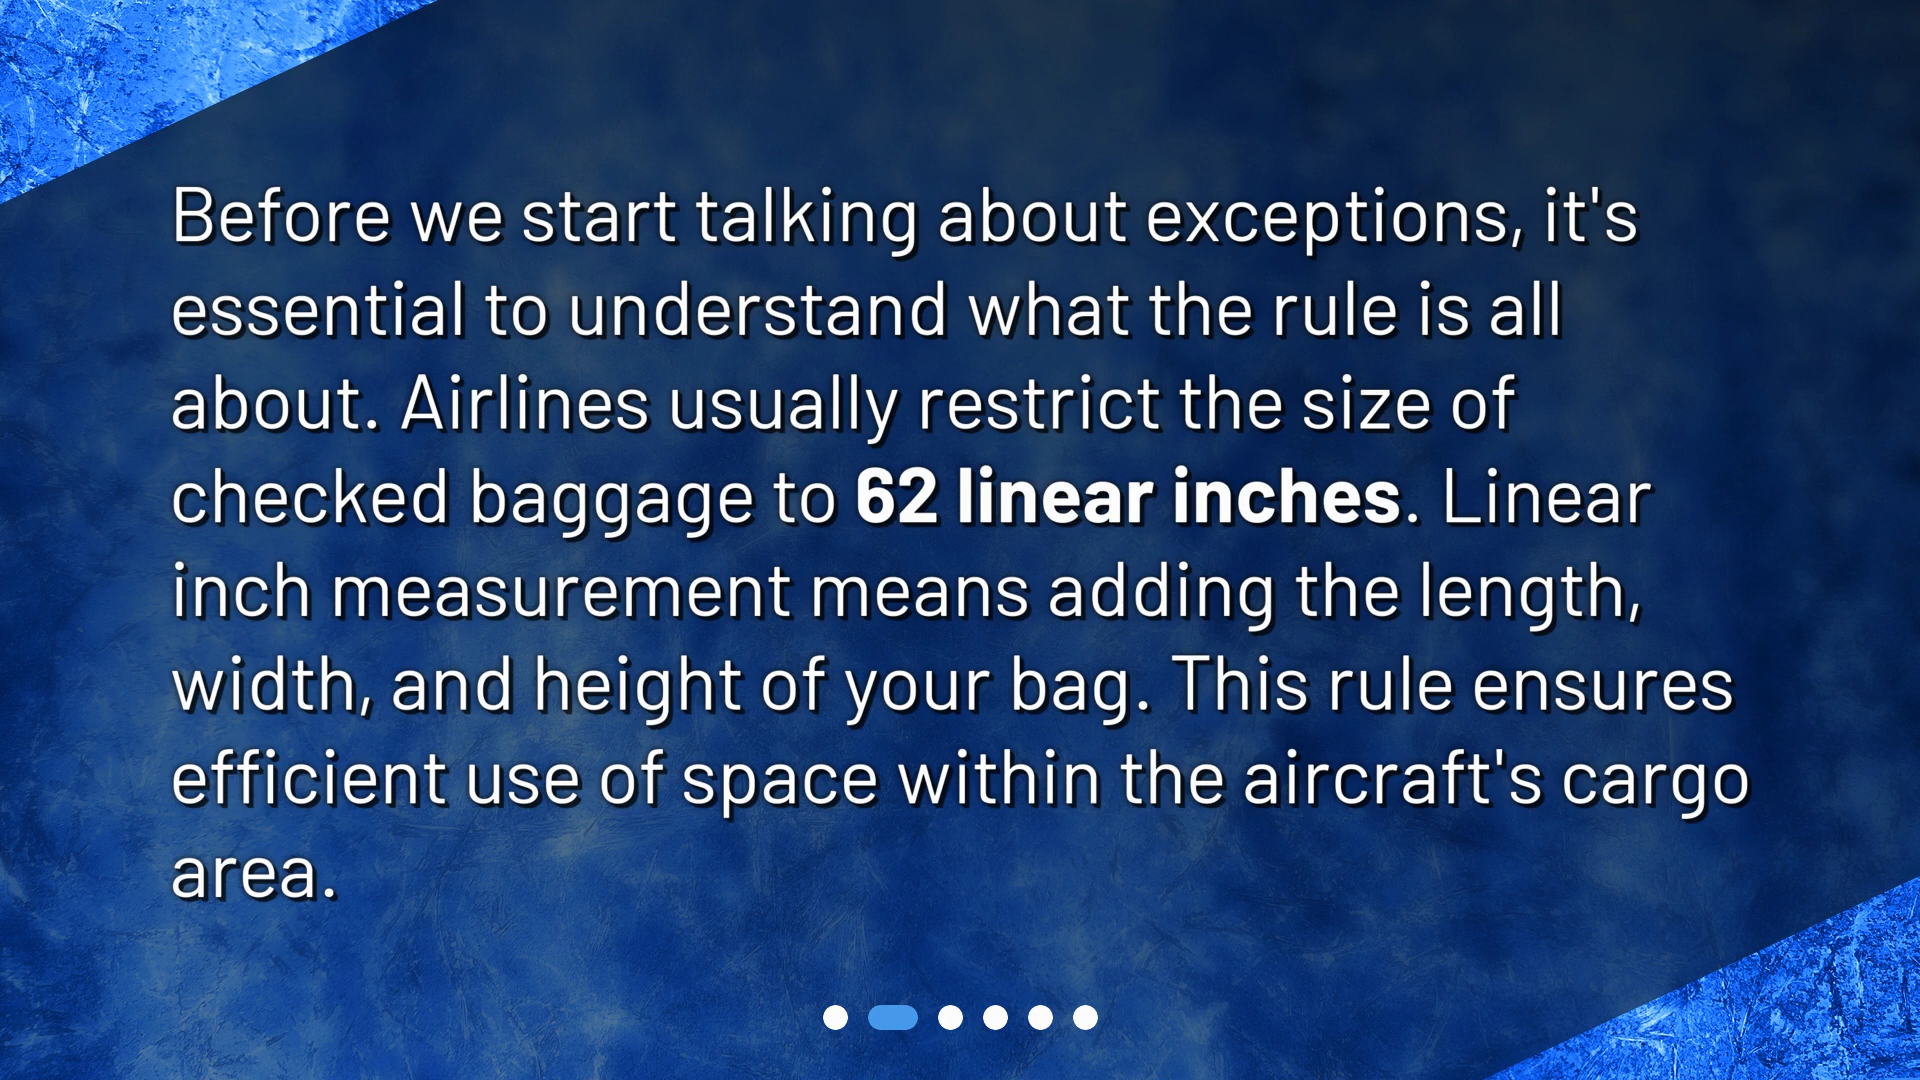 Before we start talking about exceptions, it's
essential to understand what the rule is all
about. Airlines usually restrict the size of
checked baggage to 62 linear inches. Linear
inch measurement means adding the length,
width, and height of your bag. This rule ensures
efficient use of space within the aircraft's cargo
area.